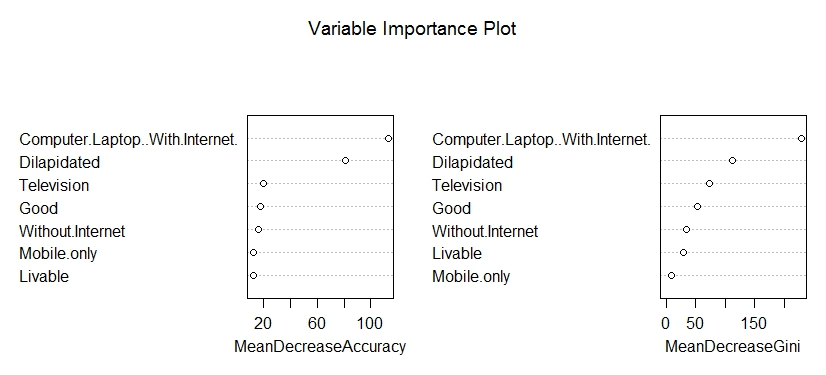 Variable Importance Plot
Computer.Laptop..With.Internet.
Dilapidated
Television
Good
Without.Internet
Mobile.only
Livable
20 60 100
MeanDecreaseAccuracy
Computer.Laptop..With.Internet.
Dilapidated
Television
Good
Without.Internet
Livable
Mobile.only
0 50 150
MeanDecreaseGini